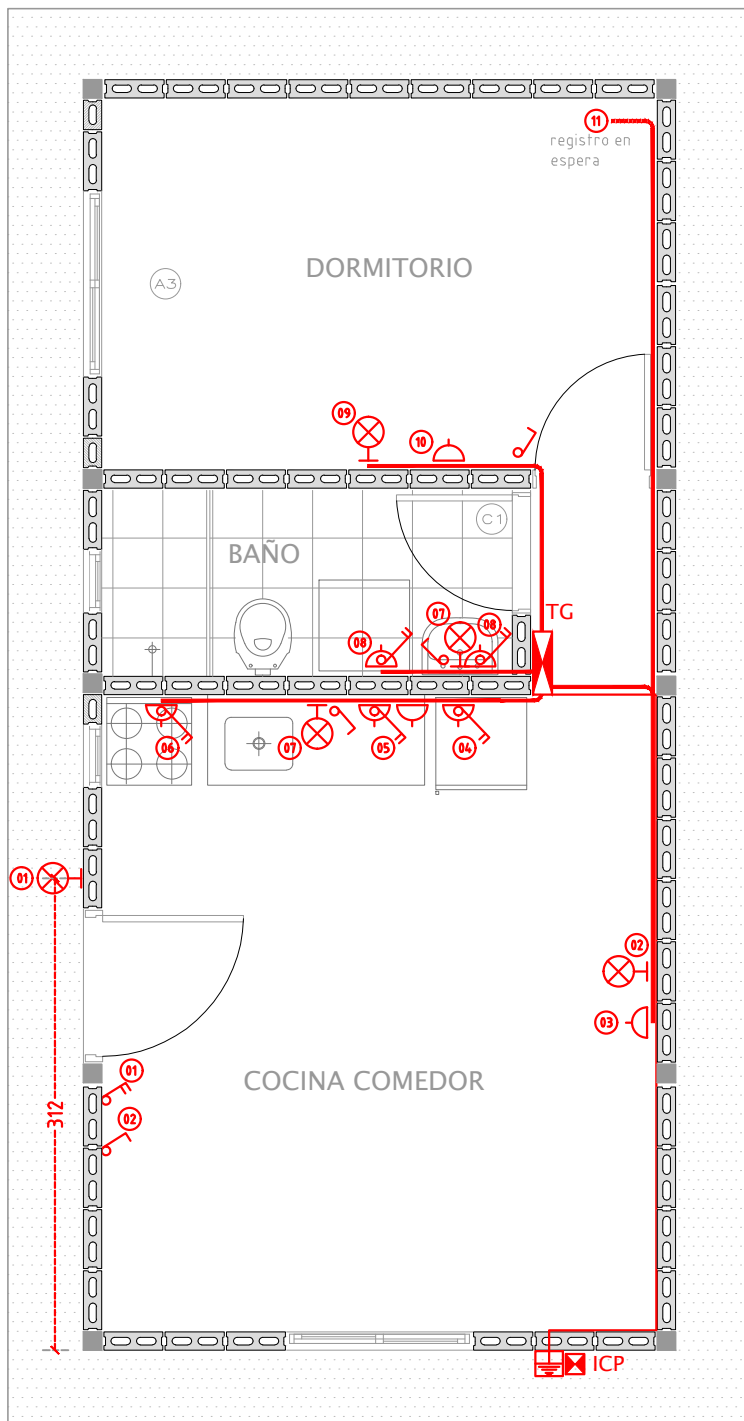 11
registro en
espera
DORMITORIO
A3
09
10
C1
BAÑO
07
08
08
TG
06
07
05
04
01
02
03
01
COCINA COMEDOR
02
312
ICP